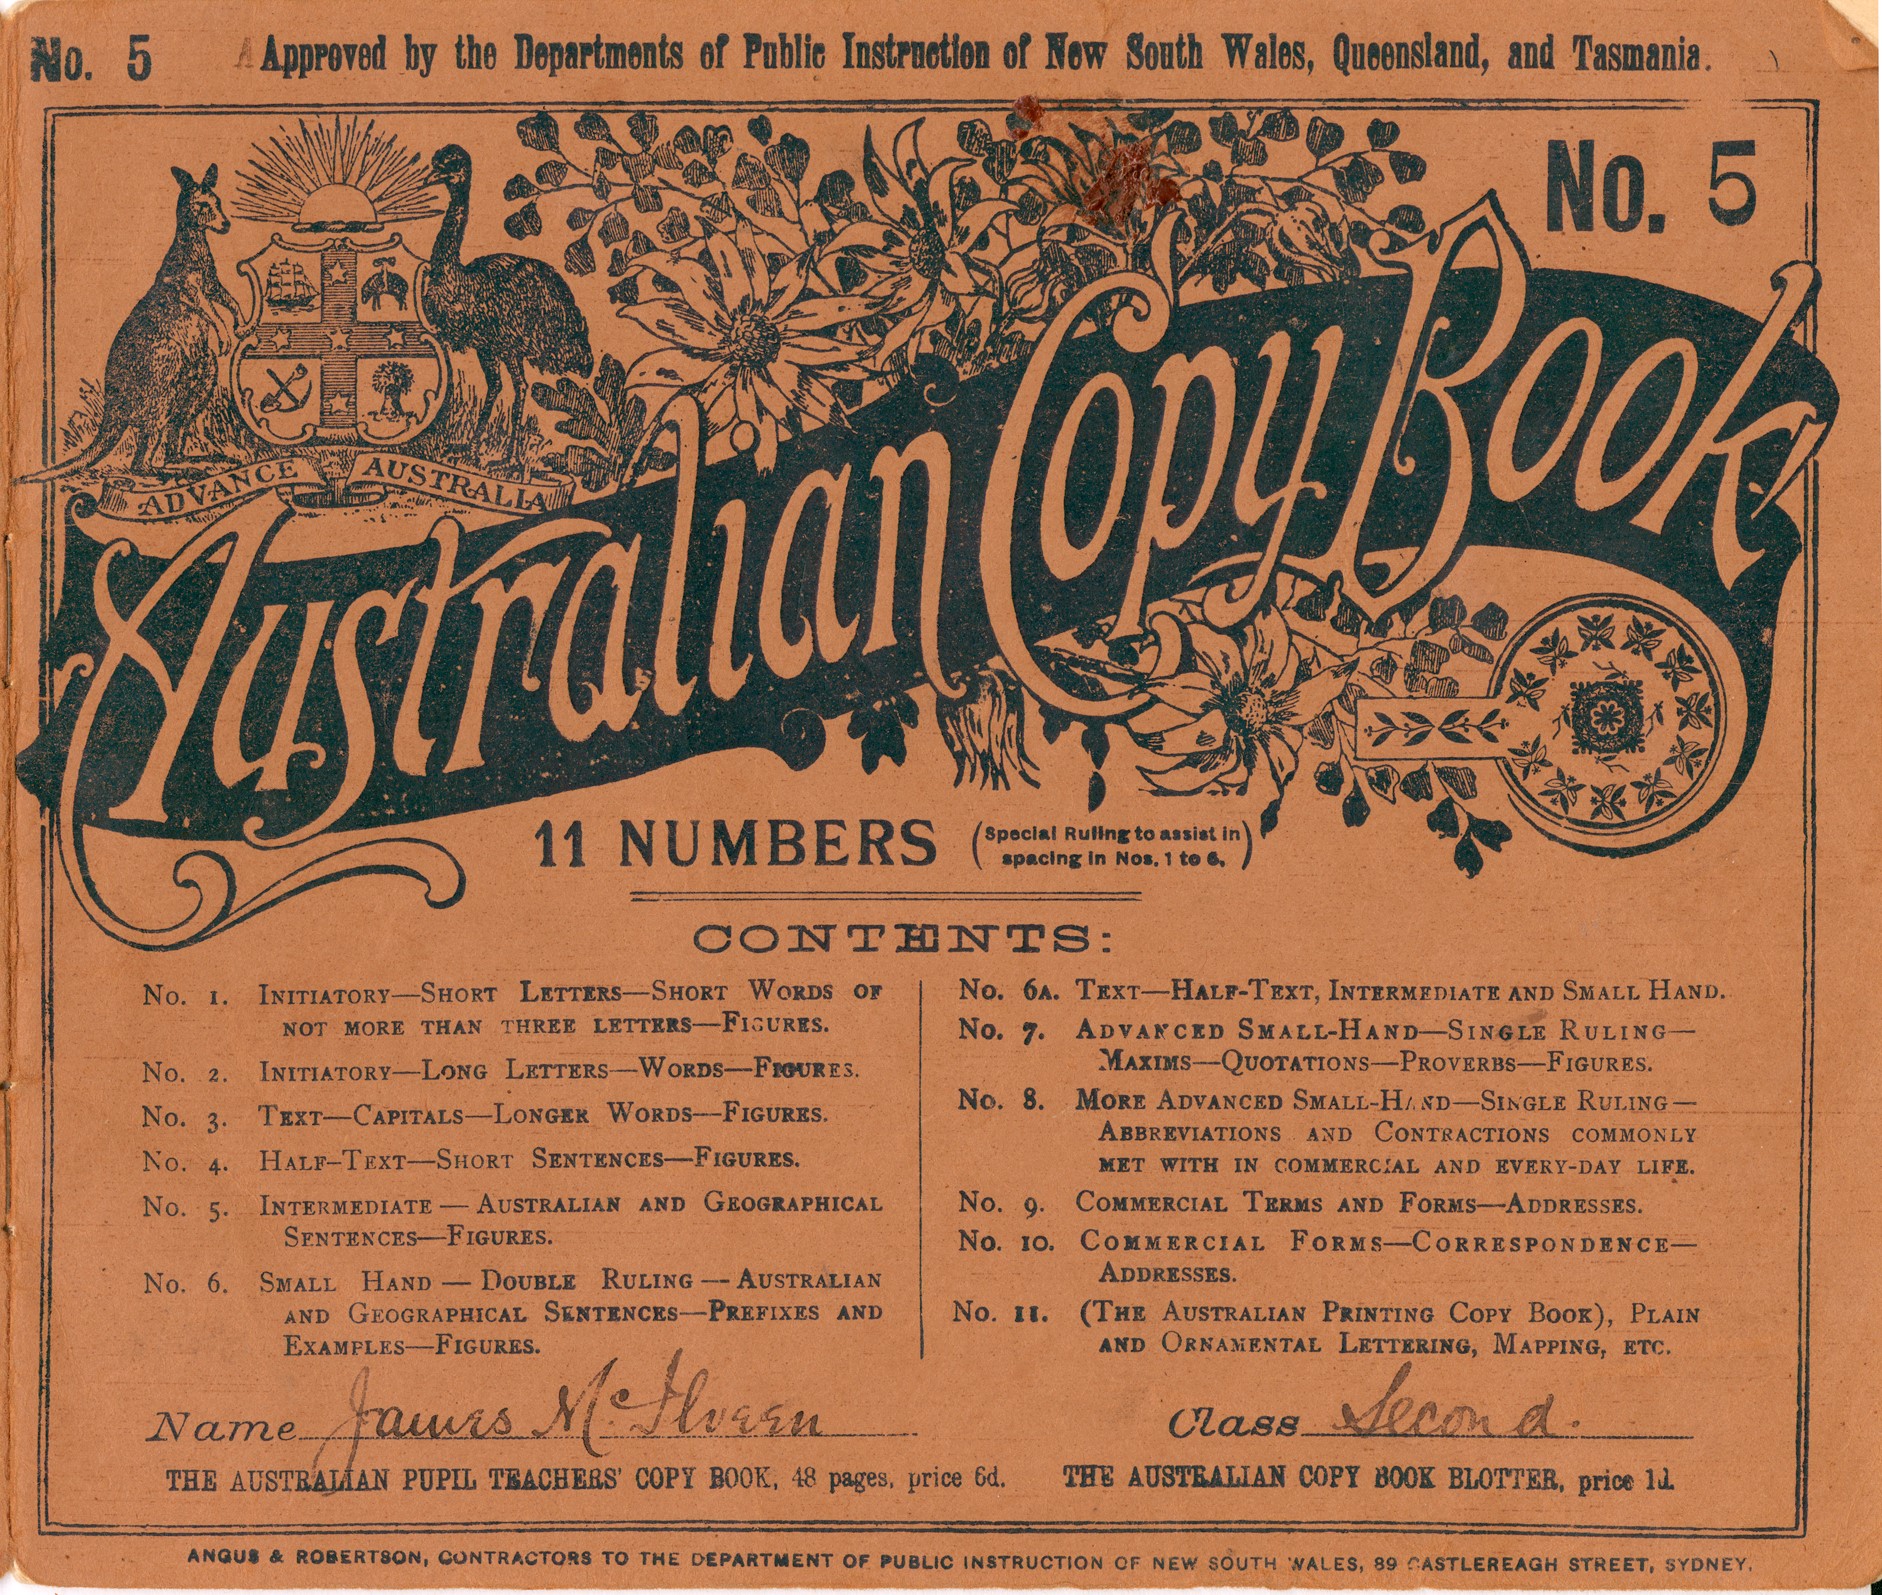 No. 5 Approved by the Departments of Public Instruction of New South Wales, Queensland, and Tasmania.
No. 5
ADVANCE AUSTRALIA
Australian Copy Book
11 NUMBERS (Special Ruling to assist in
spacing in Nos. 1 to 6.)
CONTENTS:
No. 1. INITIATORY—SHORT LETTERS—SHORT WORDS OF
NOT MORE THAN THREE LETTERS—FIGURES.
No. 2. INITIATORY—LONG LETTERS—WORDS—FIGURES.
No. 3. TEXT—CAPITALS—LONGER WORDS—FIGURES.
No. 4. HALF-TEXT—SHORT SENTENCES—FIGURES.
No. 5. INTERMEDIATE—AUSTRALIAN AND GEOGRAPHICAL
SENTENCES—FIGURES.
No. 6. SMALL HAND—DOUBLE RULING—AUSTRALIAN
AND GEOGRAPHICAL SENTENCES—PREFIXES AND
EXAMPLES—FIGURES.
No. 6A. TEXT—HALF-TEXT, INTERMEDIATE AND SMALL HAND.
No. 7. ADVANCED SMALL-HAND—SINGLE RULING—
MAXIMS—QUOTATIONS—PROVERBS—FIGURES.
No. 8. MORE ADVANCED SMALL-HAND—SINGLE RULING—
ABBREVIATIONS AND CONTRACTIONS COMMONLY
MET WITH IN COMMERCIAL AND EVERY-DAY LIFE.
No. 9. COMMERCIAL TERMS AND FORMS—ADDRESSES.
No. 10. COMMERCIAL FORMS—CORRESPONDENCE—
ADDRESSES.
No. 11. (THE AUSTRALIAN PRINTING COPY BOOK), PLAIN
AND ORNAMENTAL LETTERING, MAPPING, ETC.
Name James McIlveen Class Second.
THE AUSTRALIAN PUPIL TEACHERS' COPY BOOK, 48 pages, price 6d. THE AUSTRALIAN COPY BOOK BLOTTER, price 1d.
ANGUS & ROBERTSON, CONTRACTORS TO THE DEPARTMENT OF PUBLIC INSTRUCTION OF NEW SOUTH WALES, 89 CASTLEREAGH STREET, SYDNEY.